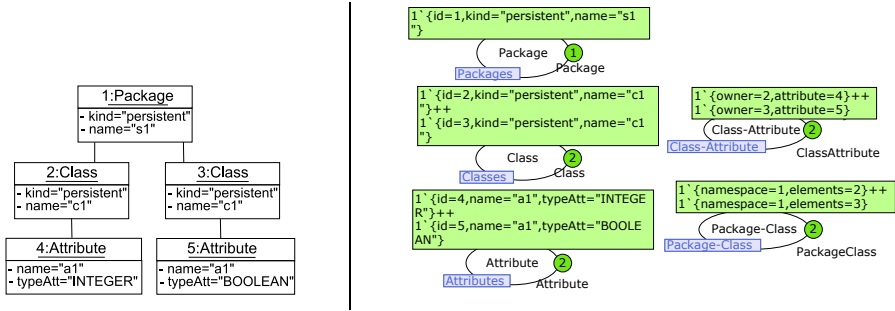 1:Package
- kind="persistent"
- name="s1"
2:Class
- kind="persistent"
- name="c1"
3:Class
- kind="persistent"
- name="c1"
4:Attribute
- name="a1"
- typeAtt="INTEGER"
5:Attribute
- name="a1"
- typeAtt="BOOLEAN"
1`{id=1,kind="persistent",name="s1
"}
Package
1
Packages
Package
1`{id=2,kind="persistent",name="c1
"}++
1`{id=3,kind="persistent",name="c1
"}
Class
2
Classes
Class
1`{id=4,name="a1",typeAtt="INTEGE
R"}++
1`{id=5,name="a1",typeAtt="BOOLE
AN"}
Attribute
2
Attributes
Attribute
1`{owner=2,attribute=4}++
1`{owner=3,attribute=5}
Class-Attribute
2
Class-Attribute
ClassAttribute
1`{namespace=1,elements=2}++
1`{namespace=1,elements=3}
Package-Class
2
Package-Class
PackageClass